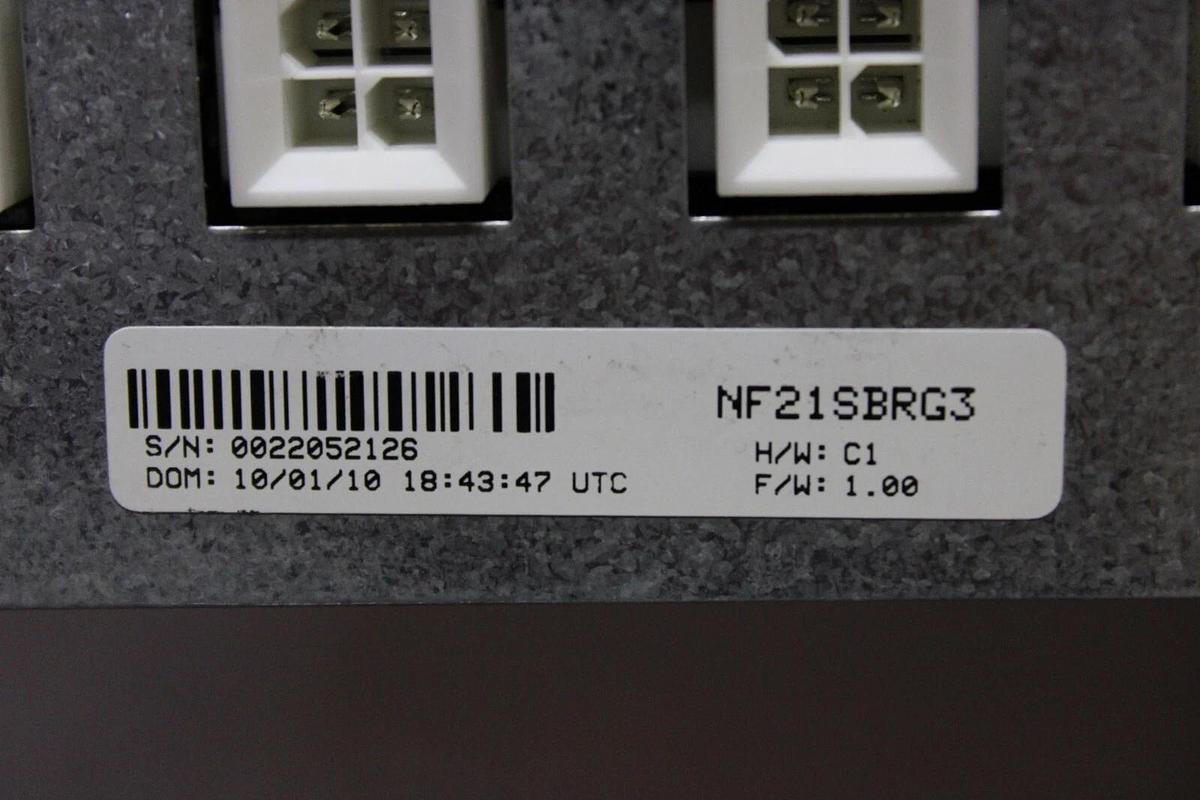 S/N: 0022052126
DOM: 10/01/10 18:43:47 UTC
NF21SBRG3
H/W: C1
F/W: 1.00